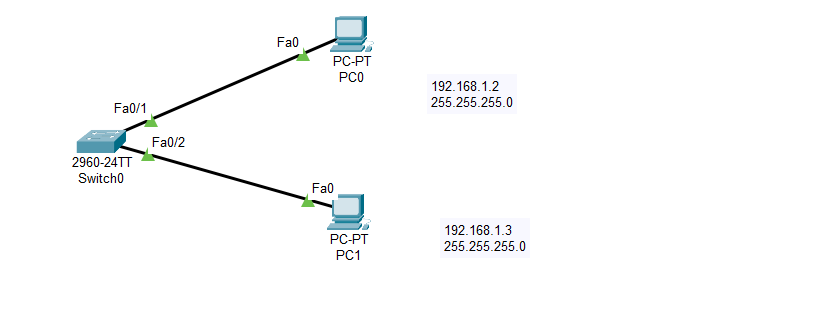 Fa0
PC-PT
PC0
192.168.1.2
255.255.255.0
Fa0/1
Fa0/2
2960-24TT
Switch0
Fa0
PC-PT
PC1
192.168.1.3
255.255.255.0